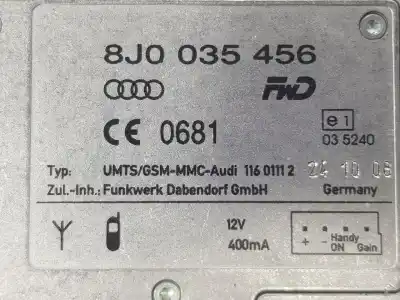 8J0 035 456
FWD
CE 0681
e1
03 5240
Typ: UMTS/GSM-MMC-Audi 116 0111 2 24 10 06
Zul.-Inh.: Funkwerk Dabendorf GmbH Germany
12V
400mA
+ - Handy Gain
ON